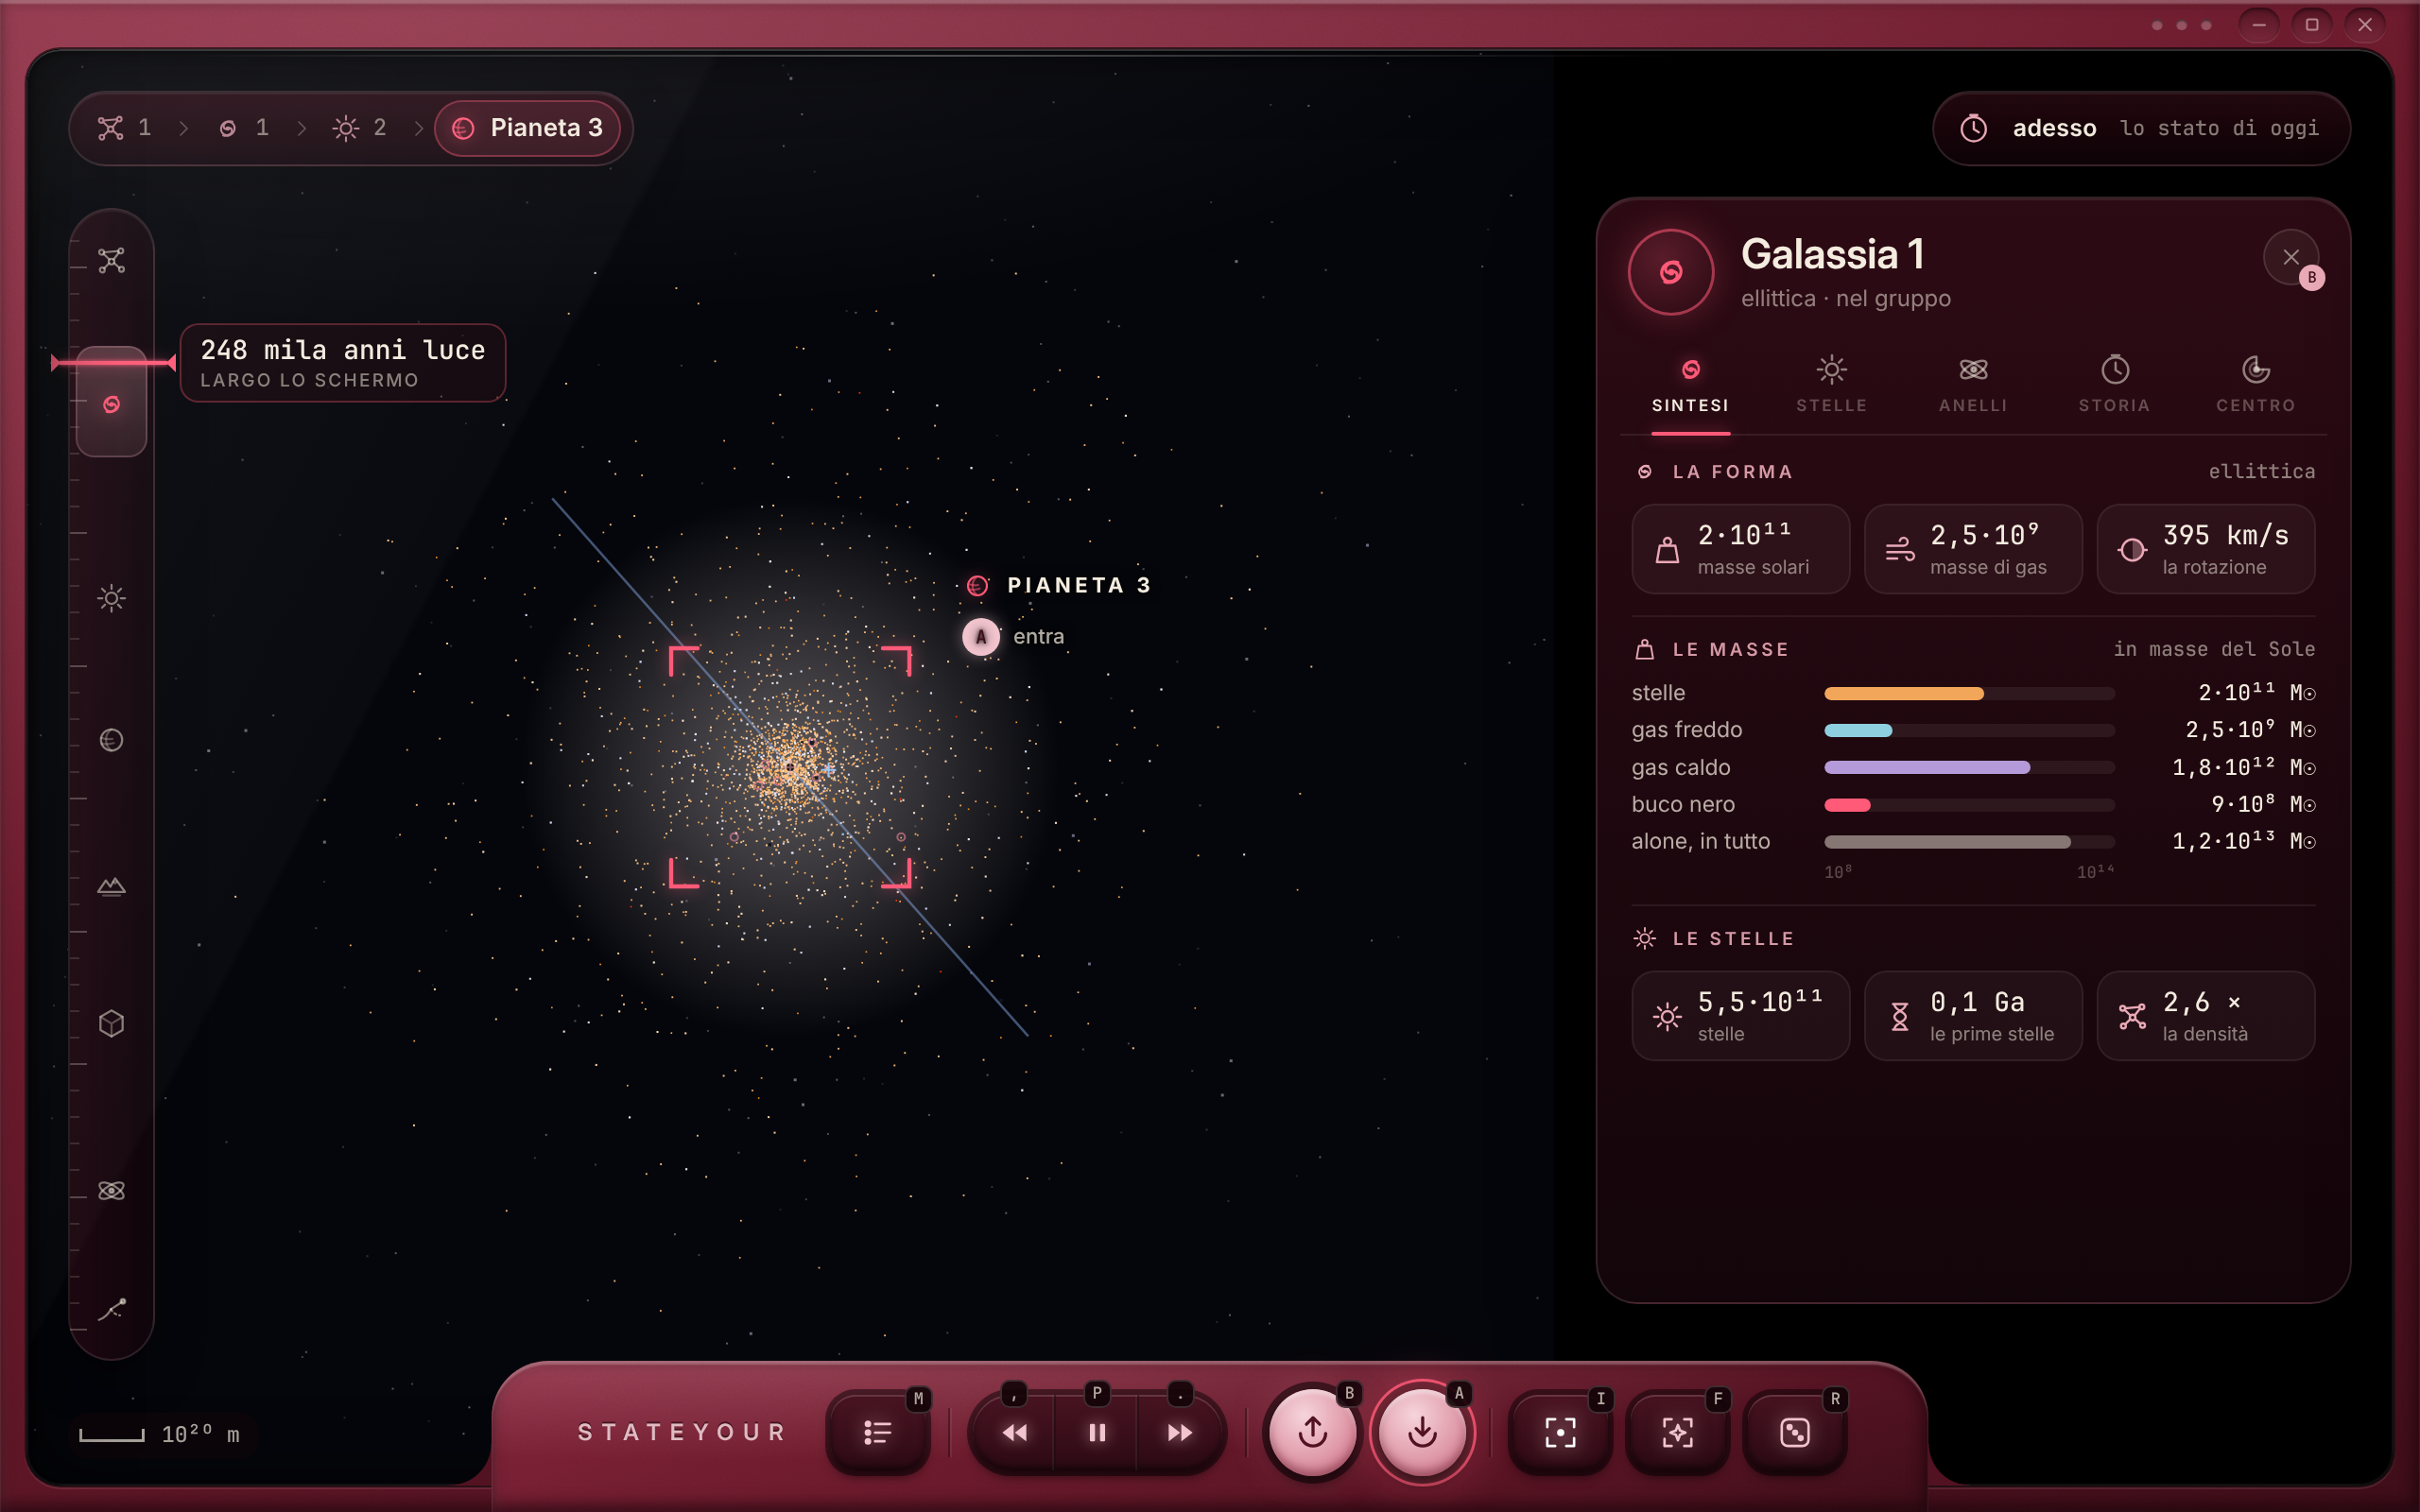 1 1 2 Pianeta 3
adesso lo stato di oggi
248 mila anni luce
LARGO LO SCHERMO
PIANETA 3
A entra
Galassia 1
ellittica · nel gruppo
B
SINTESI STELLE ANELLI STORIA CENTRO
LA FORMA ellittica
2·10¹¹ 2,5·10⁹ 395 km/s
masse solari masse di gas la rotazione
LE MASSE in masse del Sole
stelle 2·10¹¹ M☉
gas freddo 2,5·10⁹ M☉
gas caldo 1,8·10¹² M☉
buco nero 9·10⁸ M☉
alone, in tutto 1,2·10¹³ M☉
10⁸ 10¹⁴
LE STELLE
5,5·10¹¹ 0,1 Ga 2,6 ×
stelle le prime stelle la densità
10²⁰ m
STATEYOUR
M , P . B A I F R